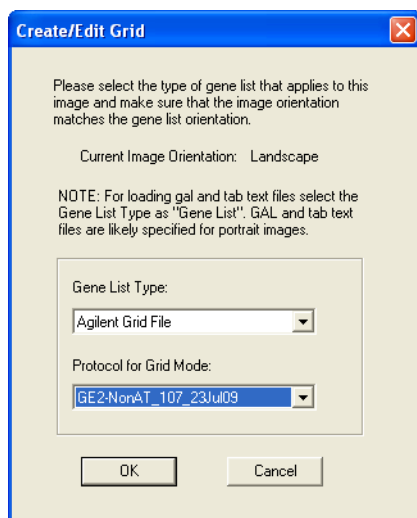 Create/Edit Grid
Please select the type of gene list that applies to this
image and make sure that the image orientation
matches the gene list orientation.
Current Image Orientation: Landscape
NOTE: For loading gal and tab text files select the
Gene List Type as "Gene List". GAL and tab text
files are likely specified for portrait images.
Gene List Type:
Agilent Grid File
Protocol for Grid Mode:
GE2-NonAT_107_23Jul09
OK Cancel